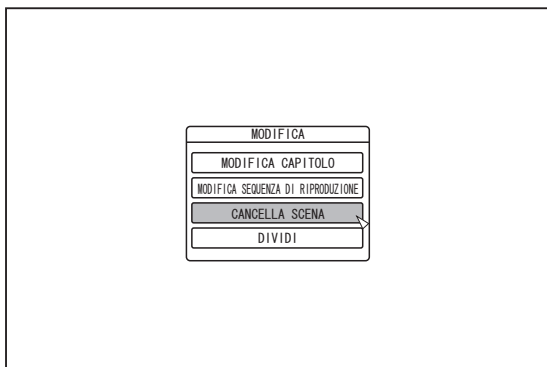 MODIFICA
MODIFICA CAPITOLO
MODIFICA SEQUENZA DI RIPRODUZIONE
CANCELLA SCENA
DIVIDI